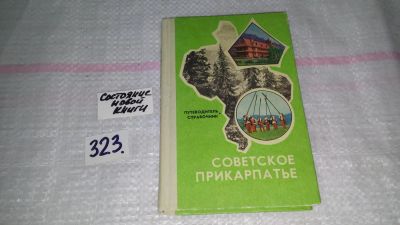 Состояние
новой
книги
323.
ПУТЕВОДИТЕЛЬ
СПРАВОЧНИК
СОВЕТСКОЕ
ПРИКАРПАТЬЕ